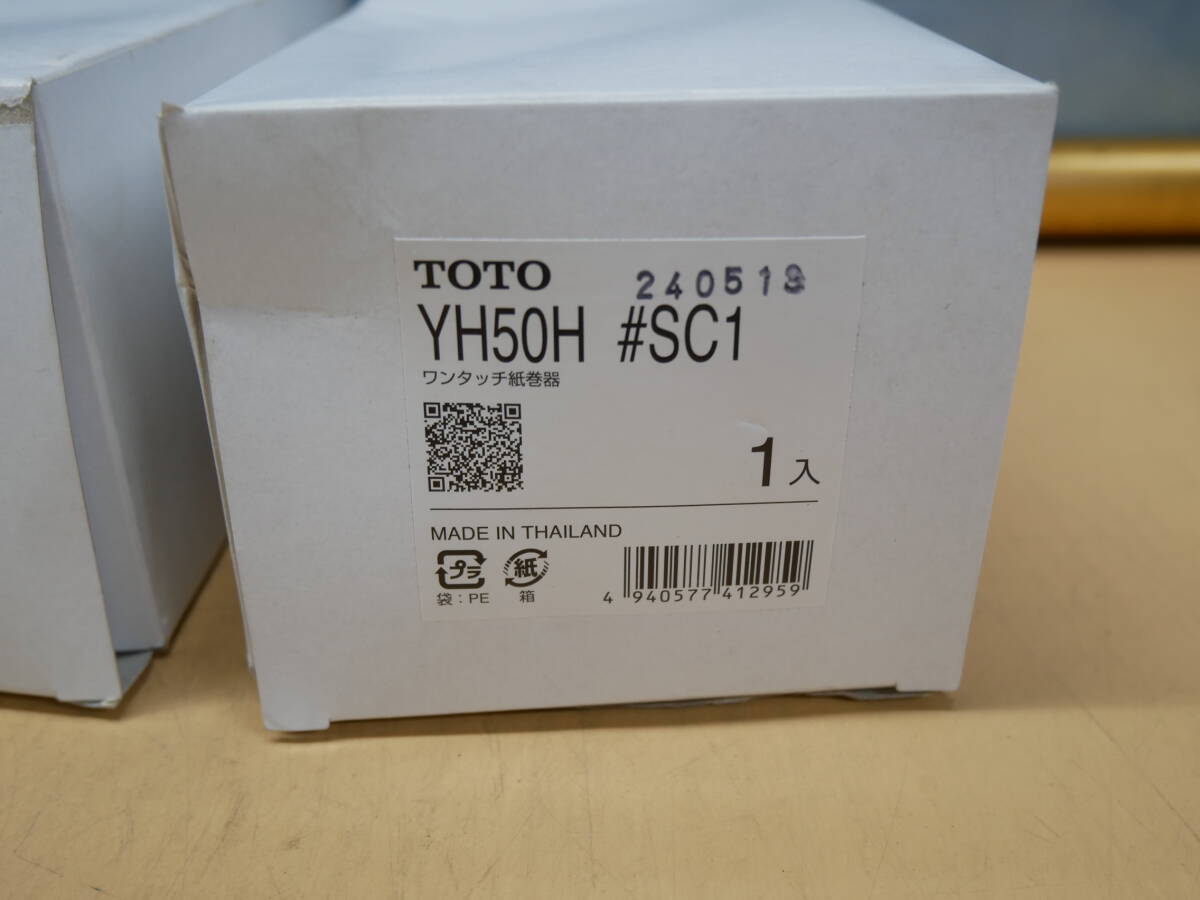 TOTO
YH50H #SC1
ワンタッチ紙巻器
1入
MADE IN THAILAND
プラ
紙
袋:PE
箱
4 940577 412959